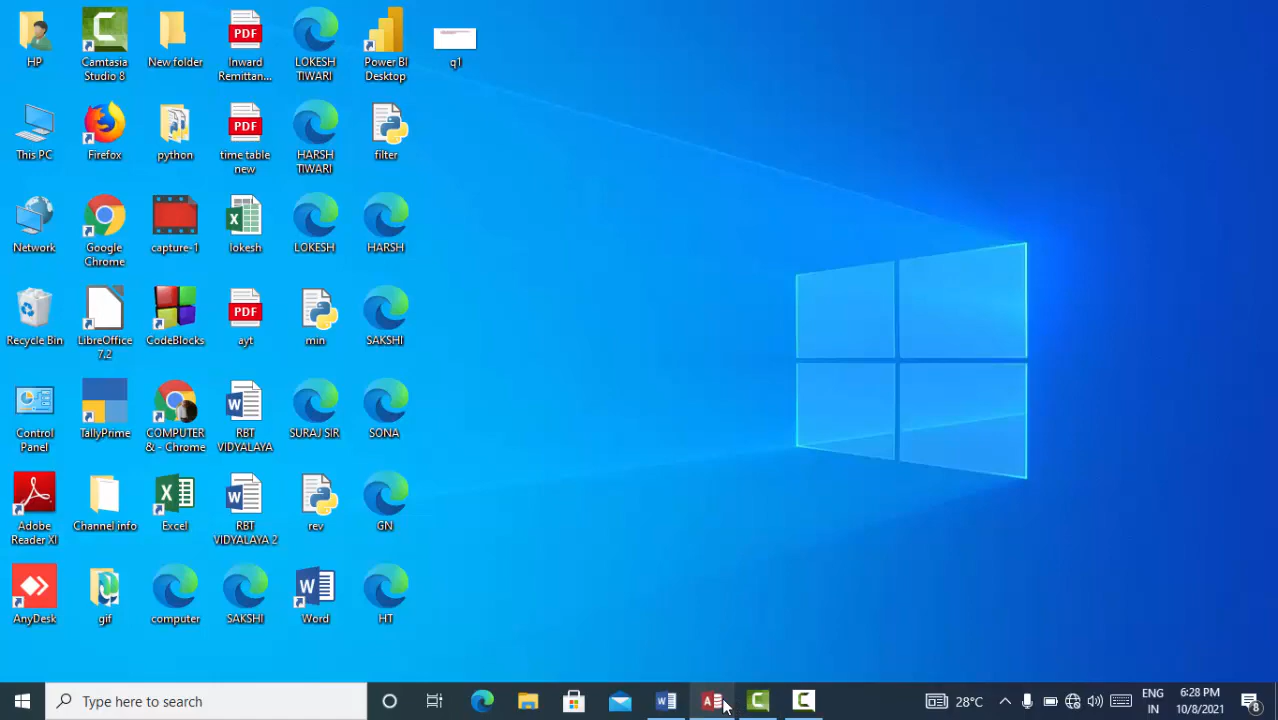 HP
Camtasia
Studio 8
New folder
PDF
Inward
Remittan...
LOKESH
TIWARI
Power BI
Desktop
q1
This PC
Firefox
python
PDF
time table
new
HARSH
TIWARI
filter
Network
Google
Chrome
capture-1
lokesh
LOKESH
HARSH
Recycle Bin
LibreOffice
7.2
CodeBlocks
PDF
ayt
min
SAKSHI
Control
Panel
TallyPrime
COMPUTER
& - Chrome
RBT
VIDYALAYA
SURAJ SIR
SONA
Adobe
Reader XI
Channel info
Excel
RBT
VIDYALAYA 2
rev
GN
AnyDesk
gif
computer
SAKSHI
Word
HT
Type here to search
28°C
ENG
IN
6:28 PM
10/8/2021
8